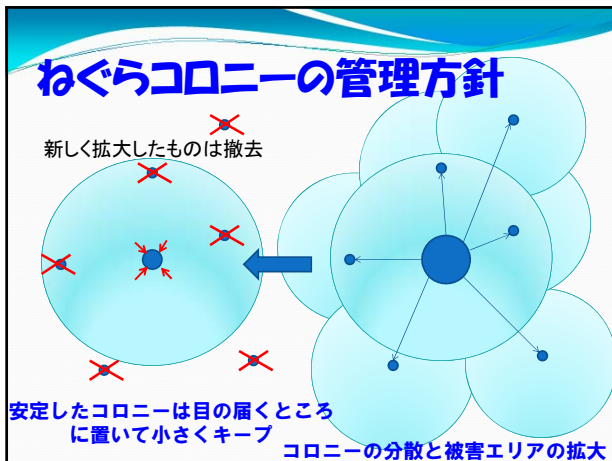 ねぐらコロニーの管理方針
新しく拡大したものは撤去
安定したコロニーは目の届くところ
に置いて小さくキープ
コロニーの分散と被害エリアの拡大